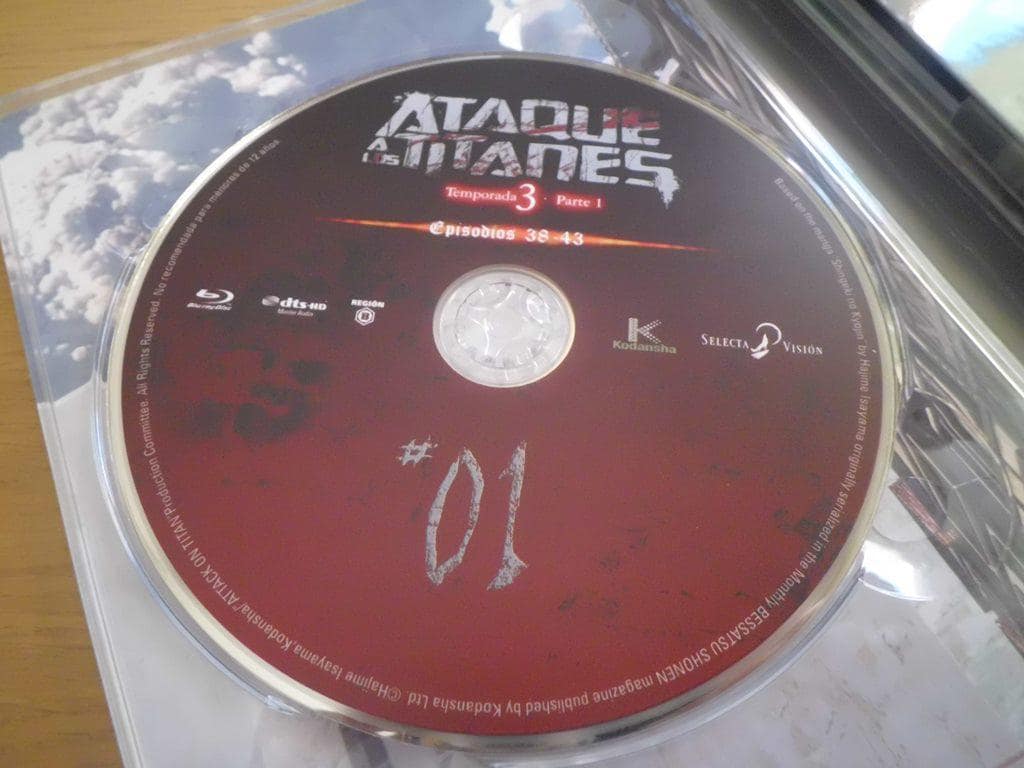 ATAQUE
A LOS TITANES
Temporada 3 · Parte 1
Episodios 38-43
Blu-ray Disc
dts-HD
Master Audio
REGIÓN
B
K
Kodansha
SELECTA VISIÓN
#01
Based on the manga "Shingeki no Kyojin" by Hajime Isayama originally serialized in the Monthly BESSATSU SHONEN magazine published by Kodansha Ltd. ©Hajime Isayama Kodansha/"ATTACK ON TITAN" Production Committee. All Rights Reserved. No recomendada para menores de 12 años